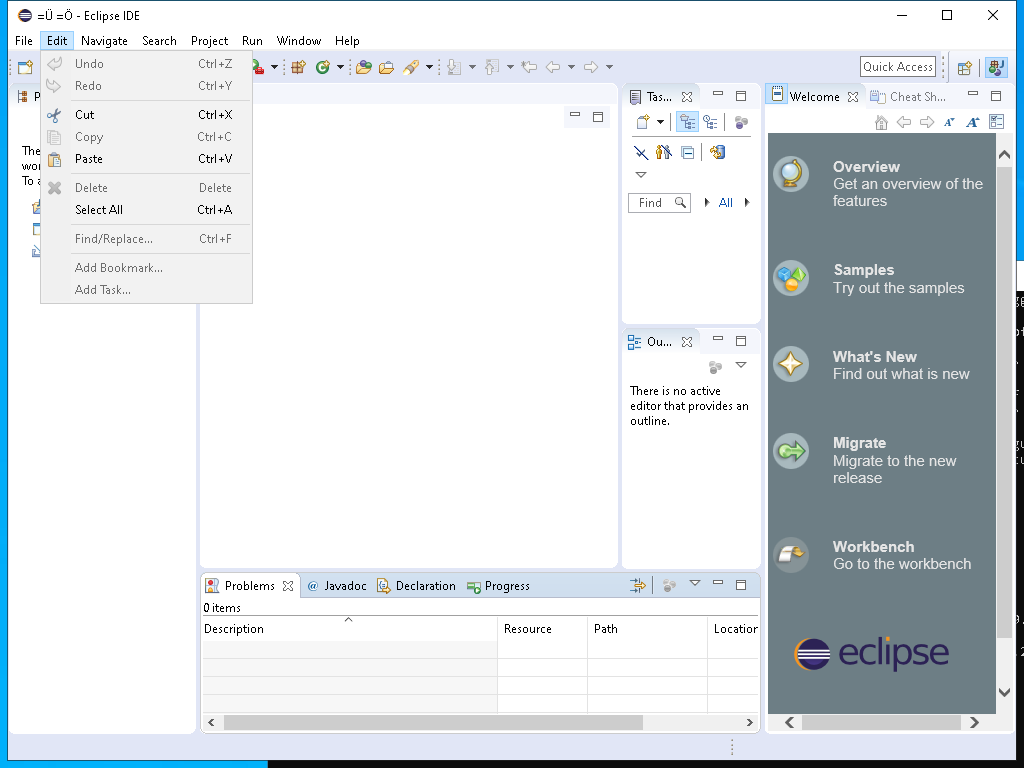 =Ü =Ö - Eclipse IDE
File Edit Navigate Search Project Run Window Help
Undo Ctrl+Z
Redo Ctrl+Y
Cut Ctrl+X
Copy Ctrl+C
Paste Ctrl+V
Delete Delete
Select All Ctrl+A
Find/Replace... Ctrl+F
Add Bookmark...
Add Task...
Quick Access
P
The
wor
To a
Tas...
Find
All
Ou...
There is no active
editor that provides an
outline.
Welcome
Cheat Sh...
Overview
Get an overview of the
features
Samples
Try out the samples
What's New
Find out what is new
Migrate
Migrate to the new
release
Workbench
Go to the workbench
eclipse
Problems @ Javadoc Declaration Progress
0 items
Description Resource Path Location